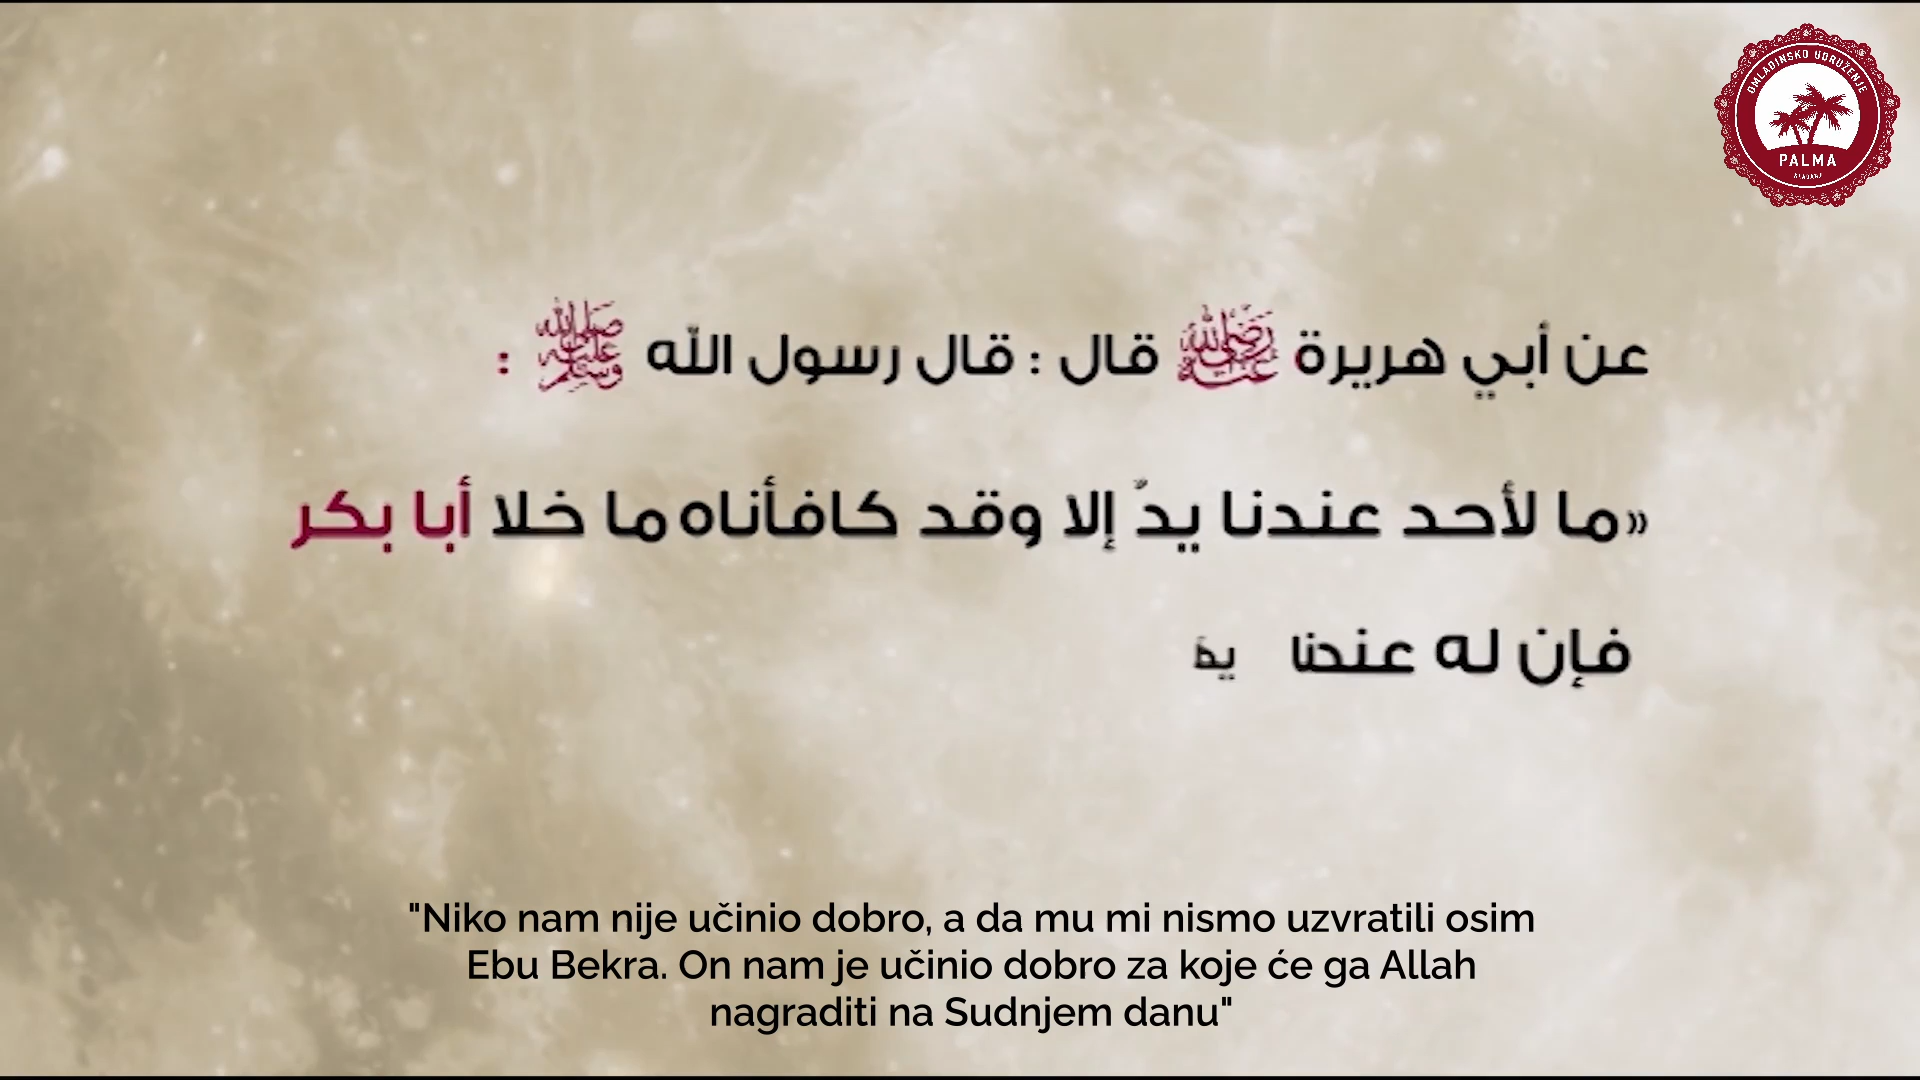 OMLADINSKO UDRUŽENJE
PALMA
عن أبي هريرة رضي الله عنه قال : قال رسول الله صلى الله عليه وسلم :
«ما لأحد عندنا يدٌ إلا وقد كافأناه ما خلا أبا بكر
فإن له عندنا
"Niko nam nije učinio dobro, a da mu mi nismo uzvratili osim
Ebu Bekra. On nam je učinio dobro za koje će ga Allah
nagraditi na Sudnjem danu"